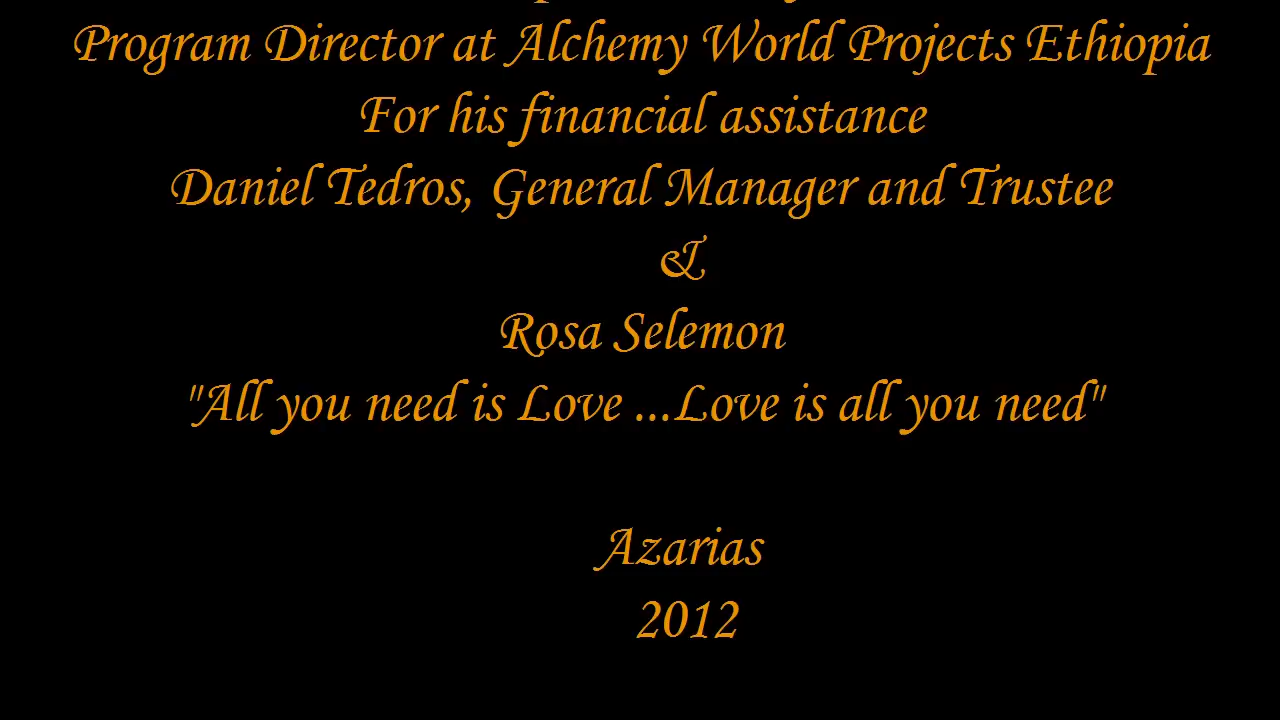 Program Director at Alchemy World Projects Ethiopia
For his financial assistance
Daniel Tedros, General Manager and Trustee
&
Rosa Selemon
"All you need is Love ...Love is all you need"
Azarias
2012